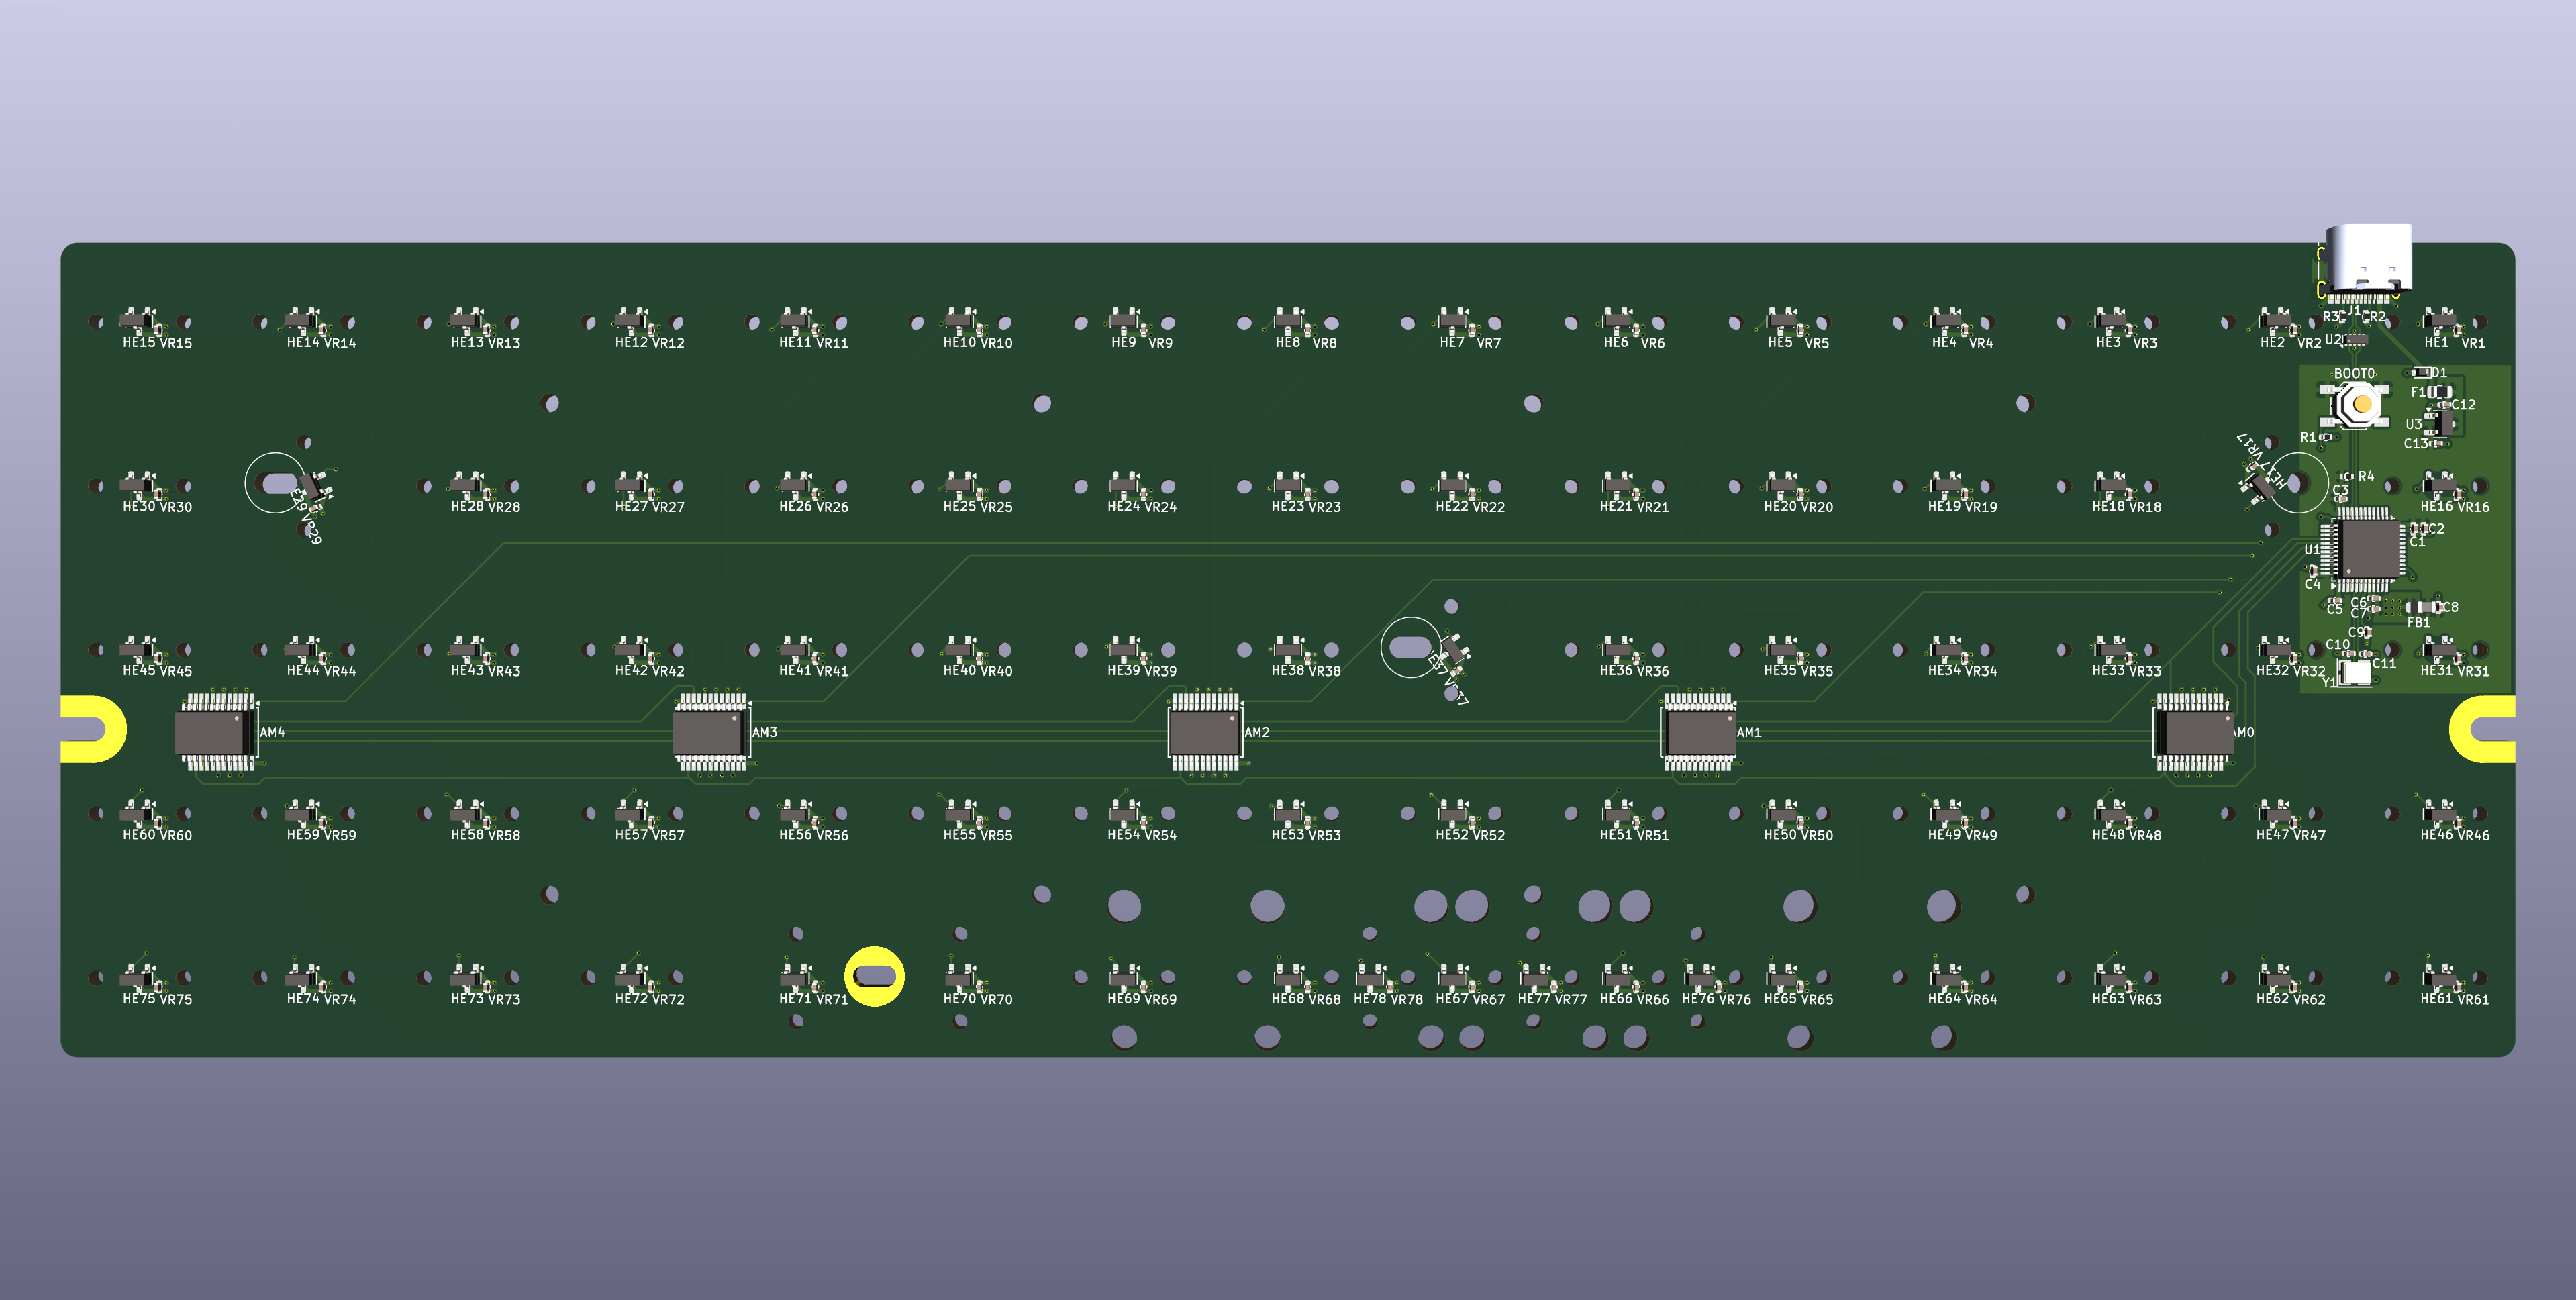 J1
R3 R2
HE15 VR15 HE14 VR14 HE13 VR13 HE12 VR12 HE11 VR11 HE10 VR10 HE9 VR9 HE8 VR8 HE7 VR7 HE6 VR6 HE5 VR5 HE4 VR4 HE3 VR3 HE2 VR2 U2 HE1 VR1
BOOT0 D1
F1
C12
U3
R1 C13
VR17
HE17
R4
C3
HE30 VR30 E29 VR29 HE28 VR28 HE27 VR27 HE26 VR26 HE25 VR25 HE24 VR24 HE23 VR23 HE22 VR22 HE21 VR21 HE20 VR20 HE19 VR19 HE18 VR18 HE16 VR16
C2
C1
U1
C4
C5 C6 C8
C7
FB1
C9
C10
C11
HE45 VR45 HE44 VR44 HE43 VR43 HE42 VR42 HE41 VR41 HE40 VR40 HE39 VR39 HE38 VR38 E37 VR37 HE36 VR36 HE35 VR35 HE34 VR34 HE33 VR33 HE32 VR32 HE31 VR31
Y1
AM4 AM3 AM2 AM1 AM0
HE60 VR60 HE59 VR59 HE58 VR58 HE57 VR57 HE56 VR56 HE55 VR55 HE54 VR54 HE53 VR53 HE52 VR52 HE51 VR51 HE50 VR50 HE49 VR49 HE48 VR48 HE47 VR47 HE46 VR46
HE75 VR75 HE74 VR74 HE73 VR73 HE72 VR72 HE71 VR71 HE70 VR70 HE69 VR69 HE68 VR68 HE78 VR78 HE67 VR67 HE77 VR77 HE66 VR66 HE76 VR76 HE65 VR65 HE64 VR64 HE63 VR63 HE62 VR62 HE61 VR61